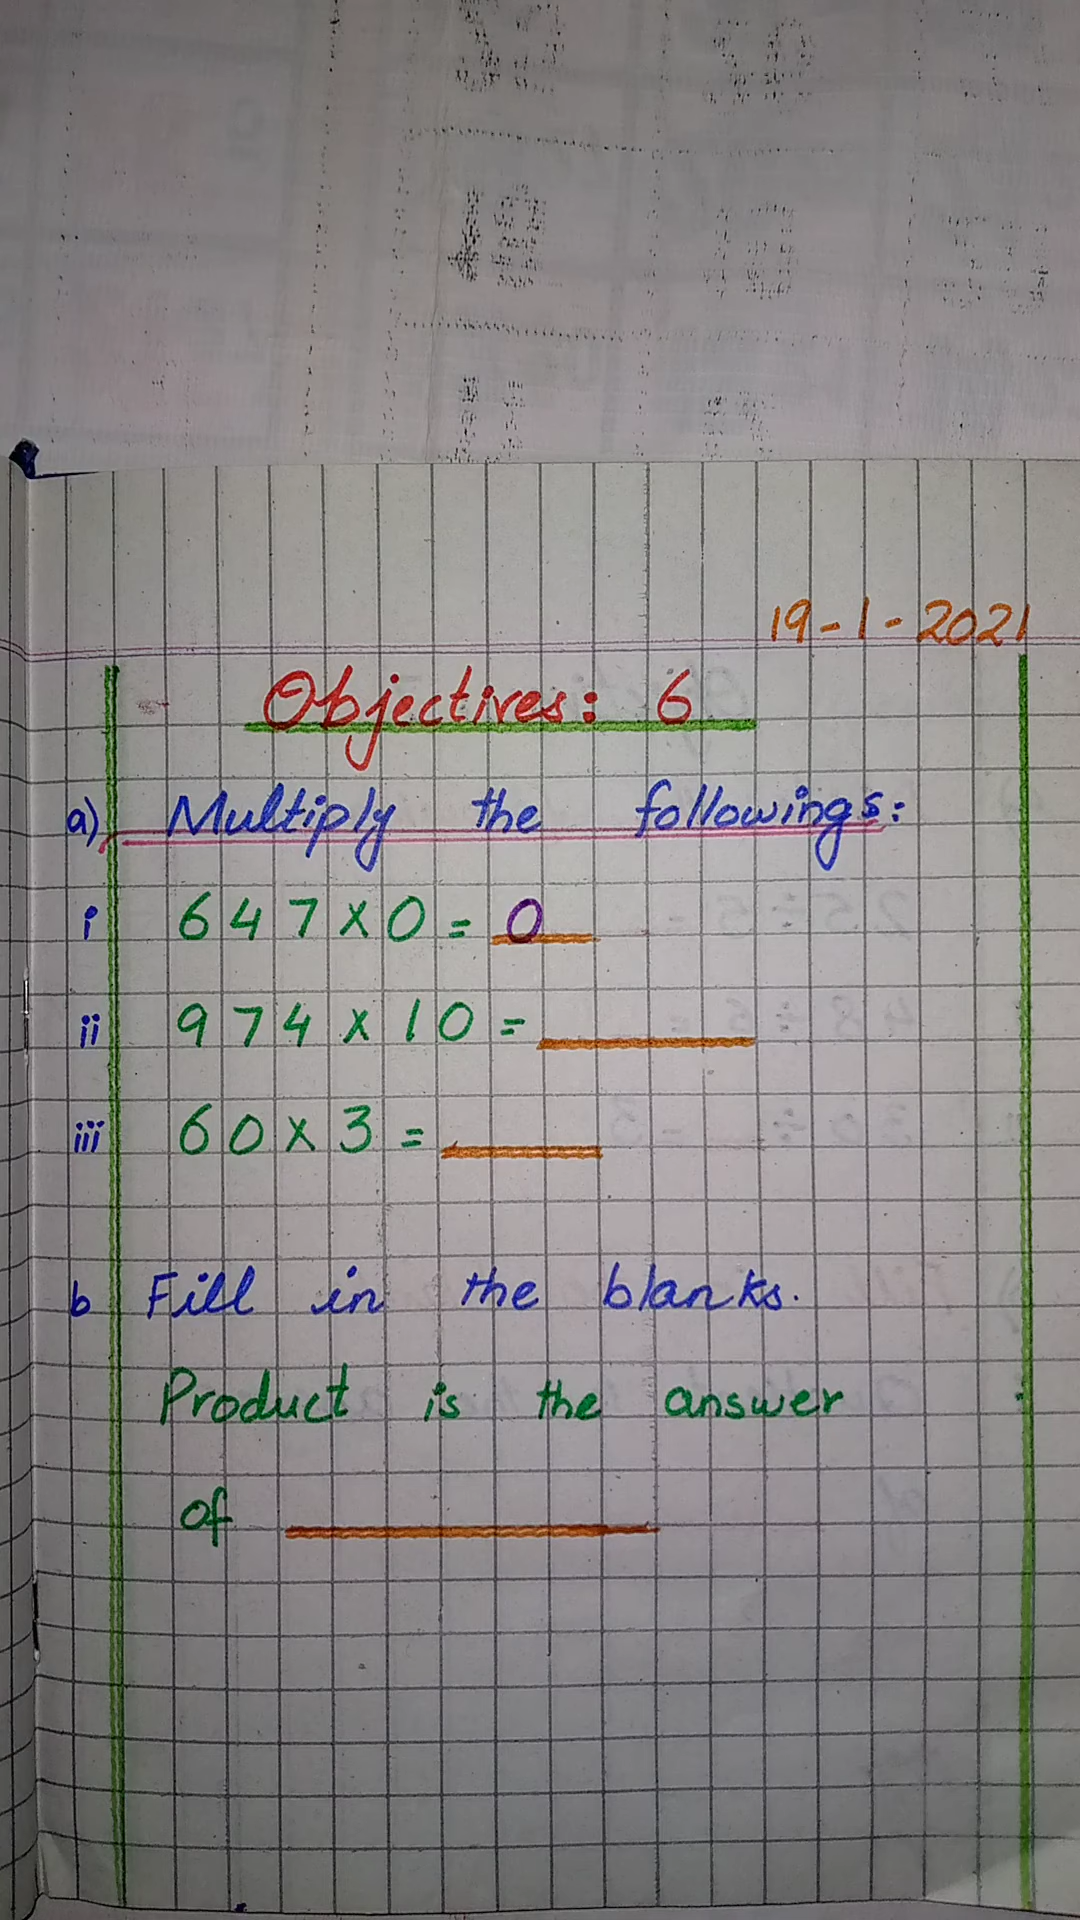 19-1-2021
Objectives: 6
a) Multiply the followings:
i 647 x 0 = 0
ii 974 x 10 =
iii 60 x 3 =
b Fill in the blanks.
Product is the answer
of